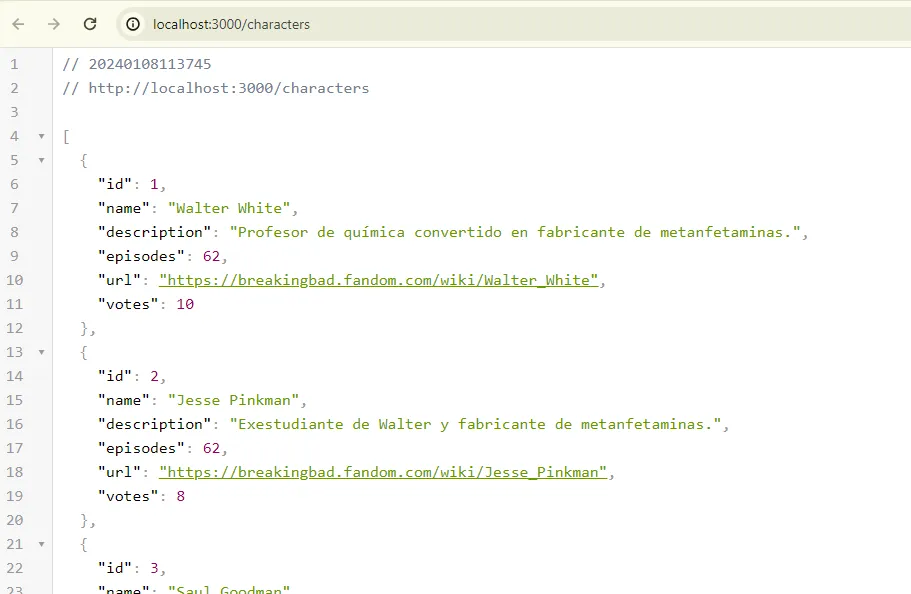 localhost:3000/characters
1 // 20240108113745
2 // http://localhost:3000/characters
3
4 [
5 {
6 "id": 1,
7 "name": "Walter White",
8 "description": "Profesor de química convertido en fabricante de metanfetaminas.",
9 "episodes": 62,
10 "url": "https://breakingbad.fandom.com/wiki/Walter_White",
11 "votes": 10
12 },
13 {
14 "id": 2,
15 "name": "Jesse Pinkman",
16 "description": "Exestudiante de Walter y fabricante de metanfetaminas.",
17 "episodes": 62,
18 "url": "https://breakingbad.fandom.com/wiki/Jesse_Pinkman",
19 "votes": 8
20 },
21 {
22 "id": 3,
23 "name": "Saul Goodman"